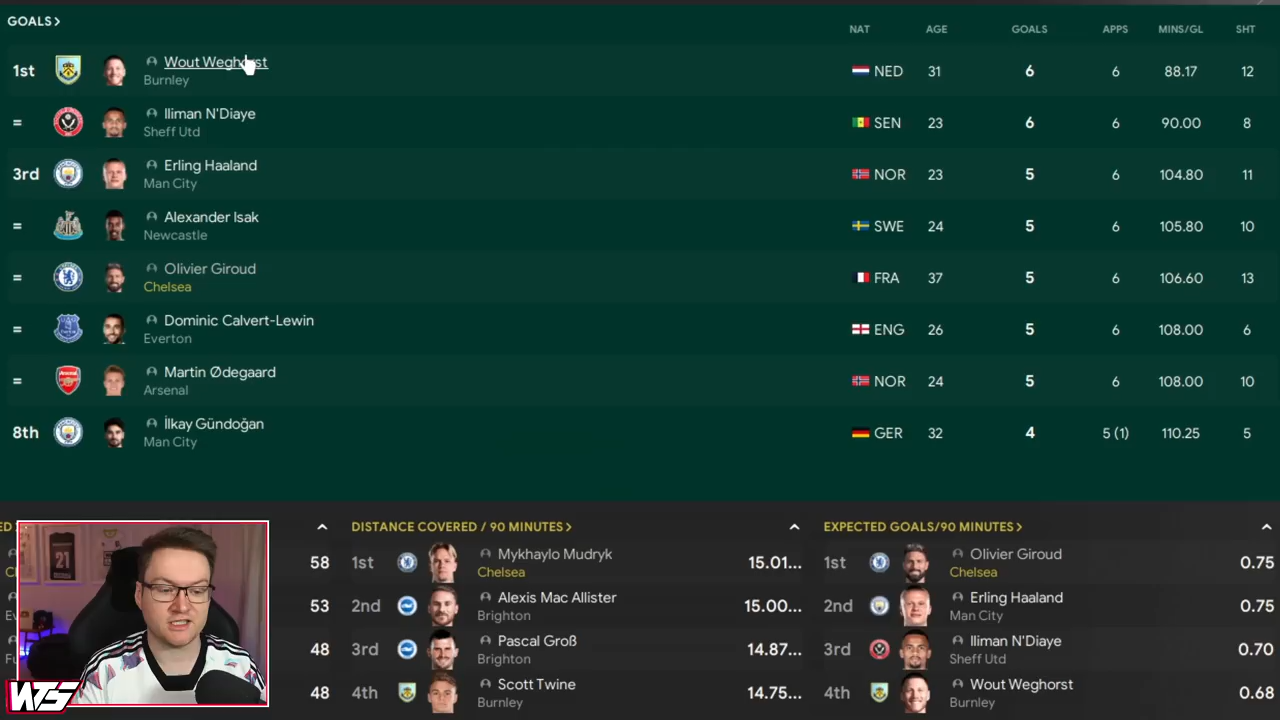 GOALS >
NAT AGE GOALS APPS MINS/GL SHT
1st Wout Weghorst NED 31 6 6 88.17 12
Burnley
= Iliman N'Diaye SEN 23 6 6 90.00 8
Sheff Utd
3rd Erling Haaland NOR 23 5 6 104.80 11
Man City
= Alexander Isak SWE 24 5 6 105.80 10
Newcastle
= Olivier Giroud FRA 37 5 6 106.60 13
Chelsea
= Dominic Calvert-Lewin ENG 26 5 6 108.00 6
Everton
= Martin Ødegaard NOR 24 5 6 108.00 10
Arsenal
8th İlkay Gündoğan GER 32 4 5 (1) 110.25 5
Man City
58
53
48
48
21
WTS
DISTANCE COVERED / 90 MINUTES >
1st Mykhaylo Mudryk 15.01...
Chelsea
2nd Alexis Mac Allister 15.00...
Brighton
3rd Pascal Groß 14.87...
Brighton
4th Scott Twine 14.75...
Burnley
EXPECTED GOALS/90 MINUTES >
1st Olivier Giroud 0.75
Chelsea
2nd Erling Haaland 0.75
Man City
3rd Iliman N'Diaye 0.70
Sheff Utd
4th Wout Weghorst 0.68
Burnley